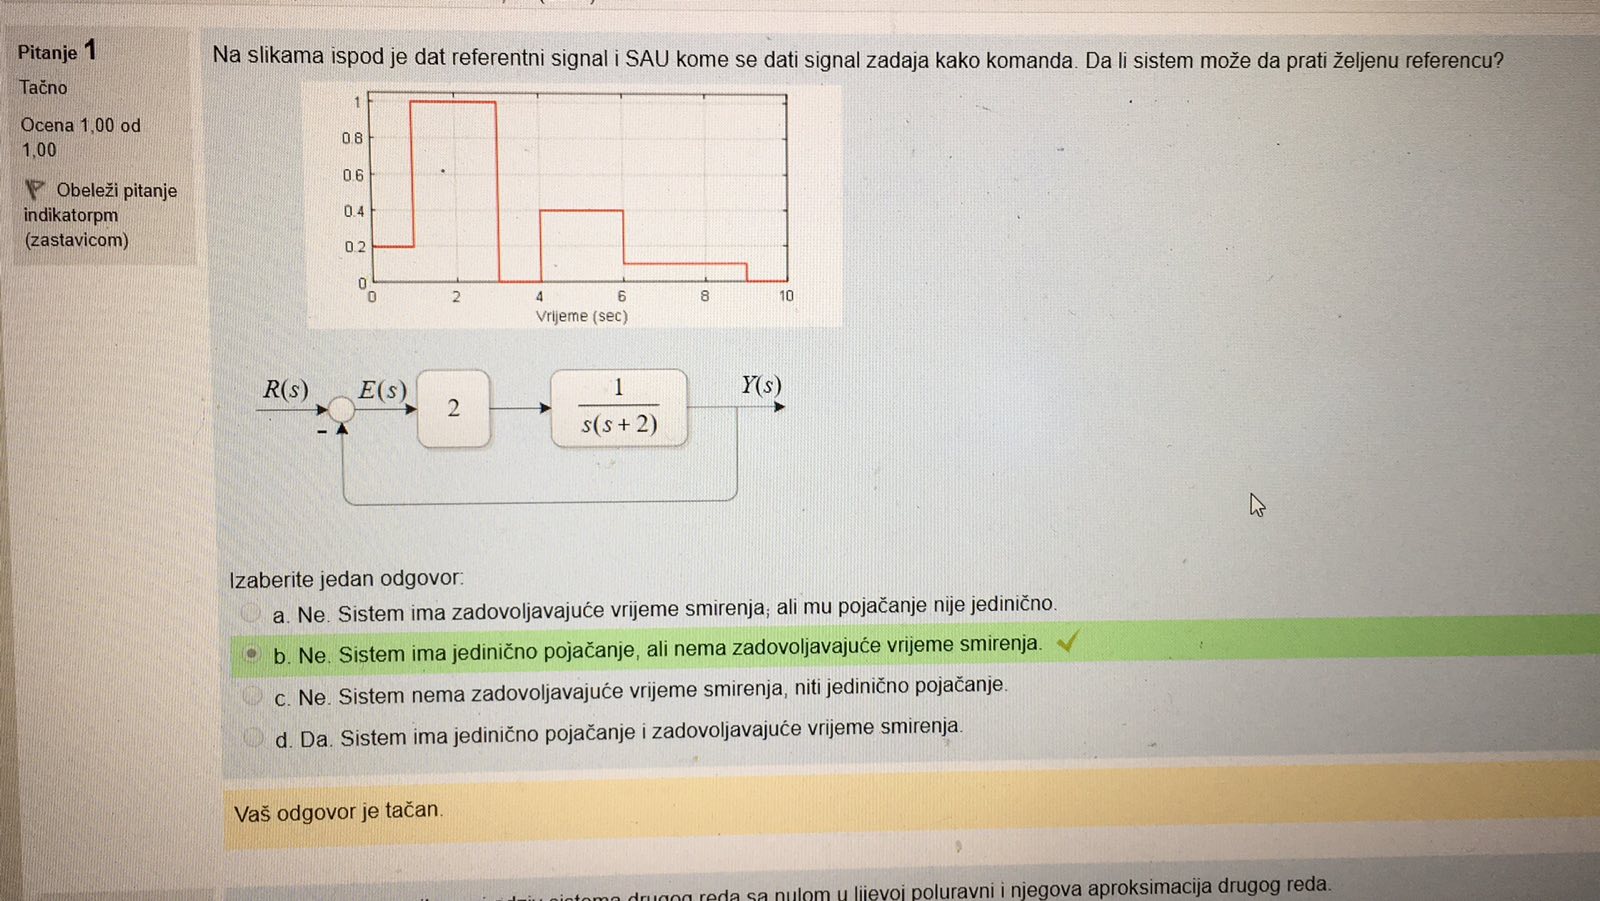 Pitanje 1
Tačno
Ocena 1,00 od
1,00
Obeleži pitanje
indikatorpm
(zastavicom)
Na slikama ispod je dat referentni signal i SAU kome se dati signal zadaja kako komanda. Da li sistem može da prati željenu referencu?
1
0.8
0.6
0.4
0.2
0
0 2 4 6 8 10
Vrijeme (sec)
R(s) E(s) 2 1 Y(s)
s(s + 2)
-
Izaberite jedan odgovor:
a. Ne. Sistem ima zadovoljavajuće vrijeme smirenja, ali mu pojačanje nije jedinično.
b. Ne. Sistem ima jedinično pojačanje, ali nema zadovoljavajuće vrijeme smirenja.
c. Ne. Sistem nema zadovoljavajuće vrijeme smirenja, niti jedinično pojačanje.
d. Da. Sistem ima jedinično pojačanje i zadovoljavajuće vrijeme smirenja.
Vaš odgovor je tačan.
sistema drugog reda sa nulom u lijevoj poluravni i njegova aproksimacija drugog reda.